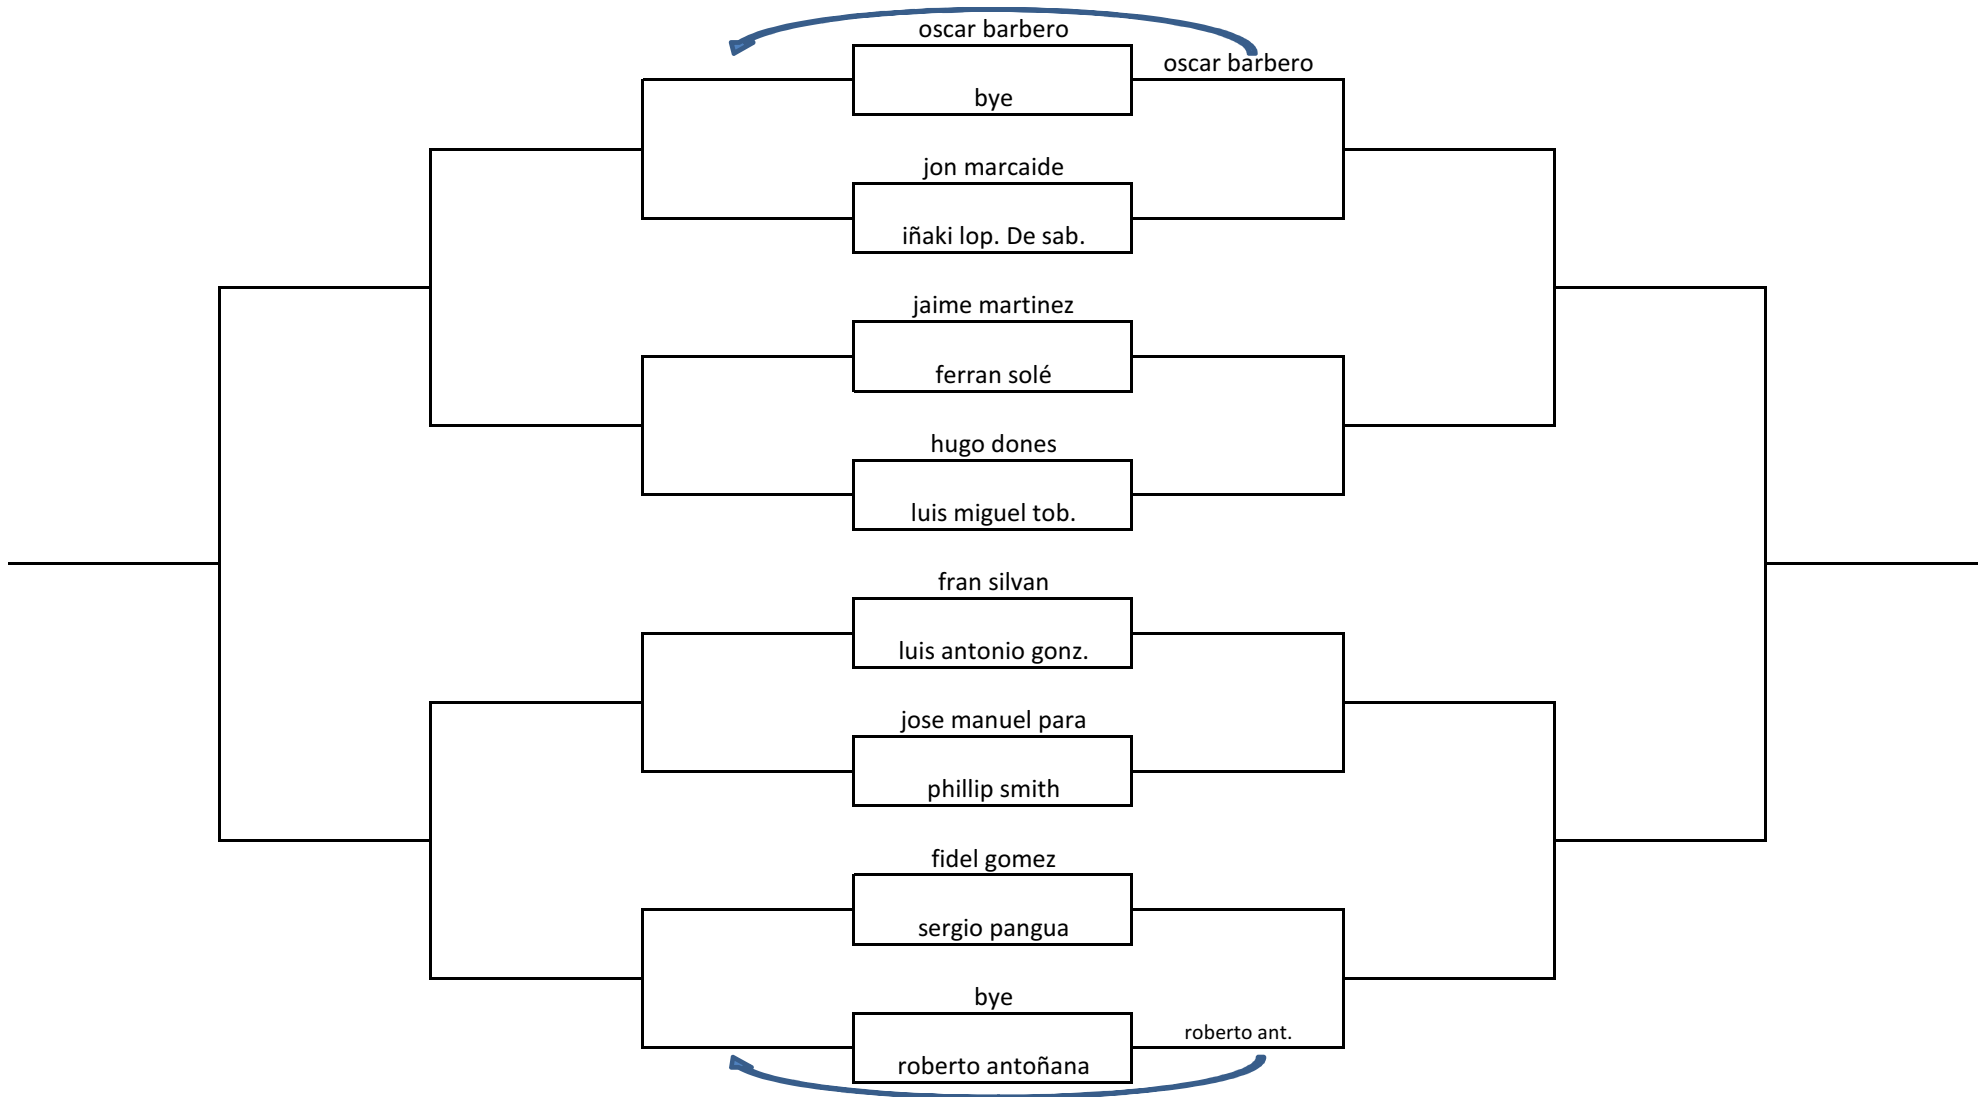 oscar barbero
oscar barbero
bye
jon marcaide
iñaki lop. De sab.
jaime martinez
ferran solé
hugo dones
luis miguel tob.
fran silvan
luis antonio gonz.
jose manuel para
phillip smith
fidel gomez
sergio pangua
bye
roberto ant.
roberto antoñana